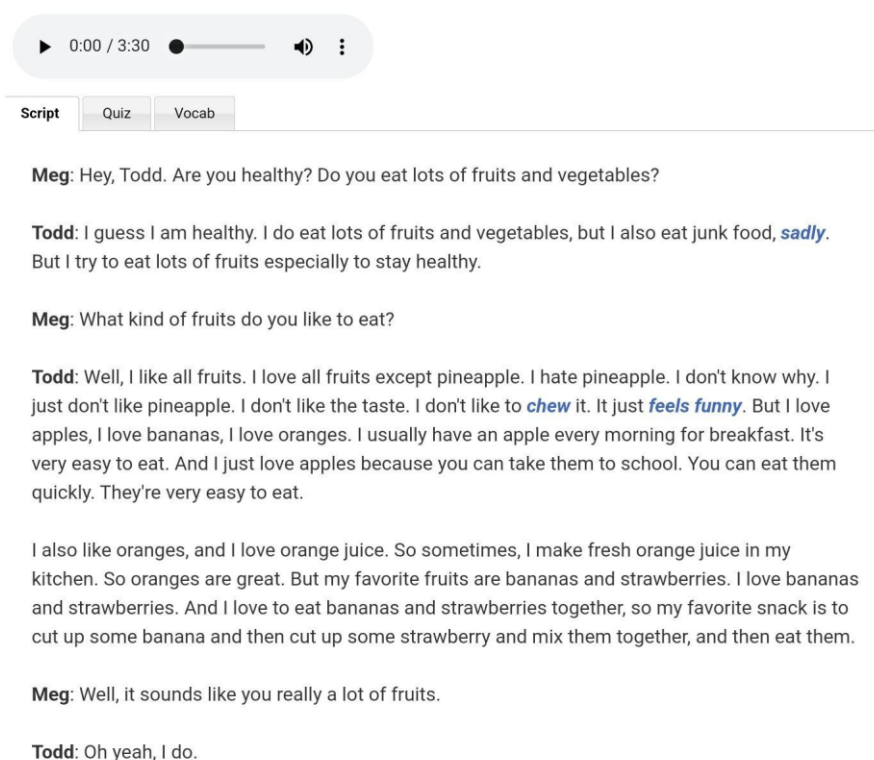 0:00 / 3:30
Script Quiz Vocab
Meg: Hey, Todd. Are you healthy? Do you eat lots of fruits and vegetables?
Todd: I guess I am healthy. I do eat lots of fruits and vegetables, but I also eat junk food, sadly.
But I try to eat lots of fruits especially to stay healthy.
Meg: What kind of fruits do you like to eat?
Todd: Well, I like all fruits. I love all fruits except pineapple. I hate pineapple. I don't know why. I
just don't like pineapple. I don't like the taste. I don't like to chew it. It just feels funny. But I love
apples, I love bananas, I love oranges. I usually have an apple every morning for breakfast. It's
very easy to eat. And I just love apples because you can take them to school. You can eat them
quickly. They're very easy to eat.
I also like oranges, and I love orange juice. So sometimes, I make fresh orange juice in my
kitchen. So oranges are great. But my favorite fruits are bananas and strawberries. I love bananas
and strawberries. And I love to eat bananas and strawberries together, so my favorite snack is to
cut up some banana and then cut up some strawberry and mix them together, and then eat them.
Meg: Well, it sounds like you really a lot of fruits.
Todd: Oh yeah, I do.